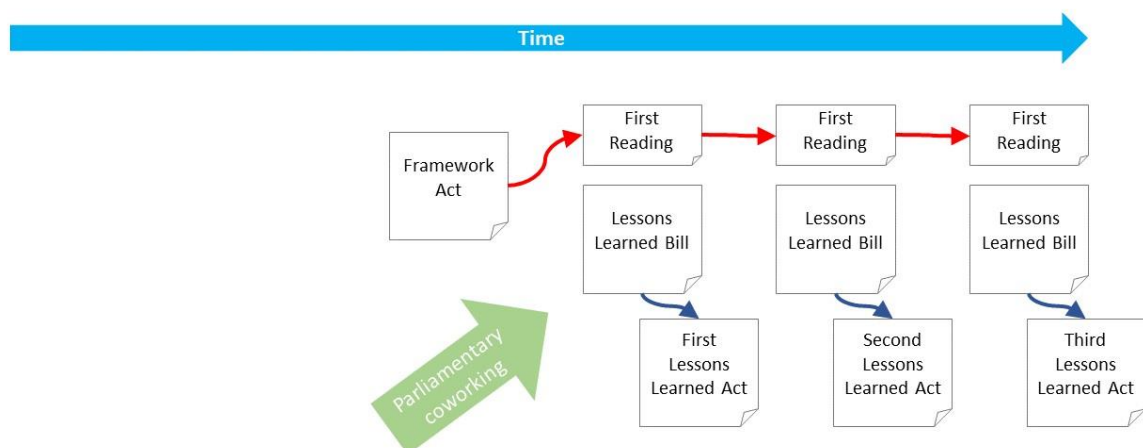 Time
Framework
Act
First
Reading
First
Reading
First
Reading
Lessons
Learned Bill
Lessons
Learned Bill
Lessons
Learned Bill
First
Lessons
Learned Act
Second
Lessons
Learned Act
Third
Lessons
Learned Act
Parliamentary
coworking